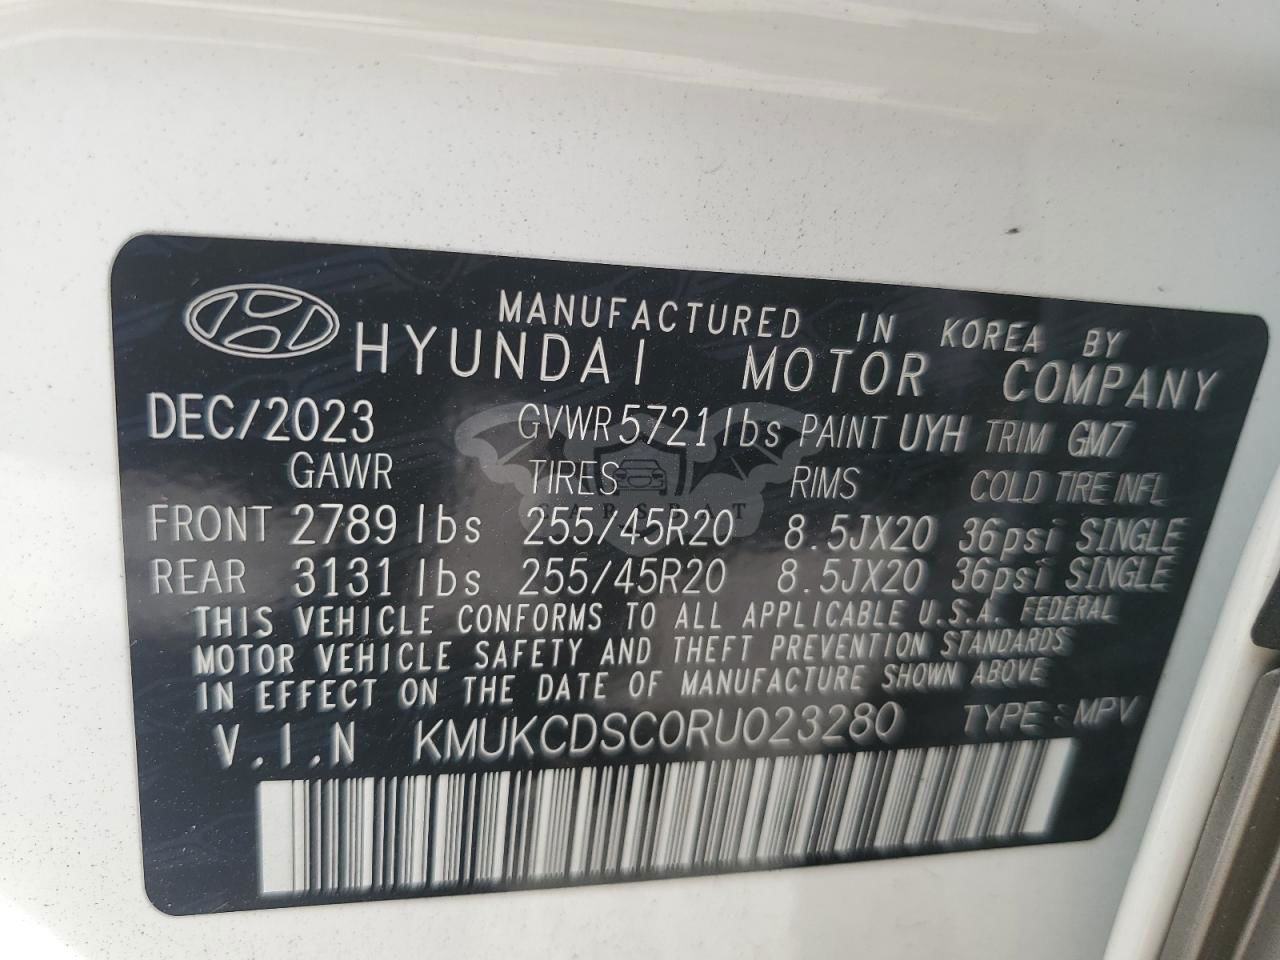 MANUFACTURED IN KOREA BY
HYUNDAI MOTOR COMPANY
DEC/2023 GVWR 5721lbs PAINT UYH TRIM GM7
GAWR TIRES RIMS COLD TIRE INFL
FRONT 2789 lbs 255/45R20 8.5JX20 36psi SINGLE
REAR 3131 lbs 255/45R20 8.5JX20 36psi SINGLE
THIS VEHICLE CONFORMS TO ALL APPLICABLE U.S.A. FEDERAL
MOTOR VEHICLE SAFETY AND THEFT PREVENTION STANDARDS
IN EFFECT ON THE DATE OF MANUFACTURE SHOWN ABOVE
V.I.N KMUKCDSC0RU023280 TYPE : MPV
CARSBAT